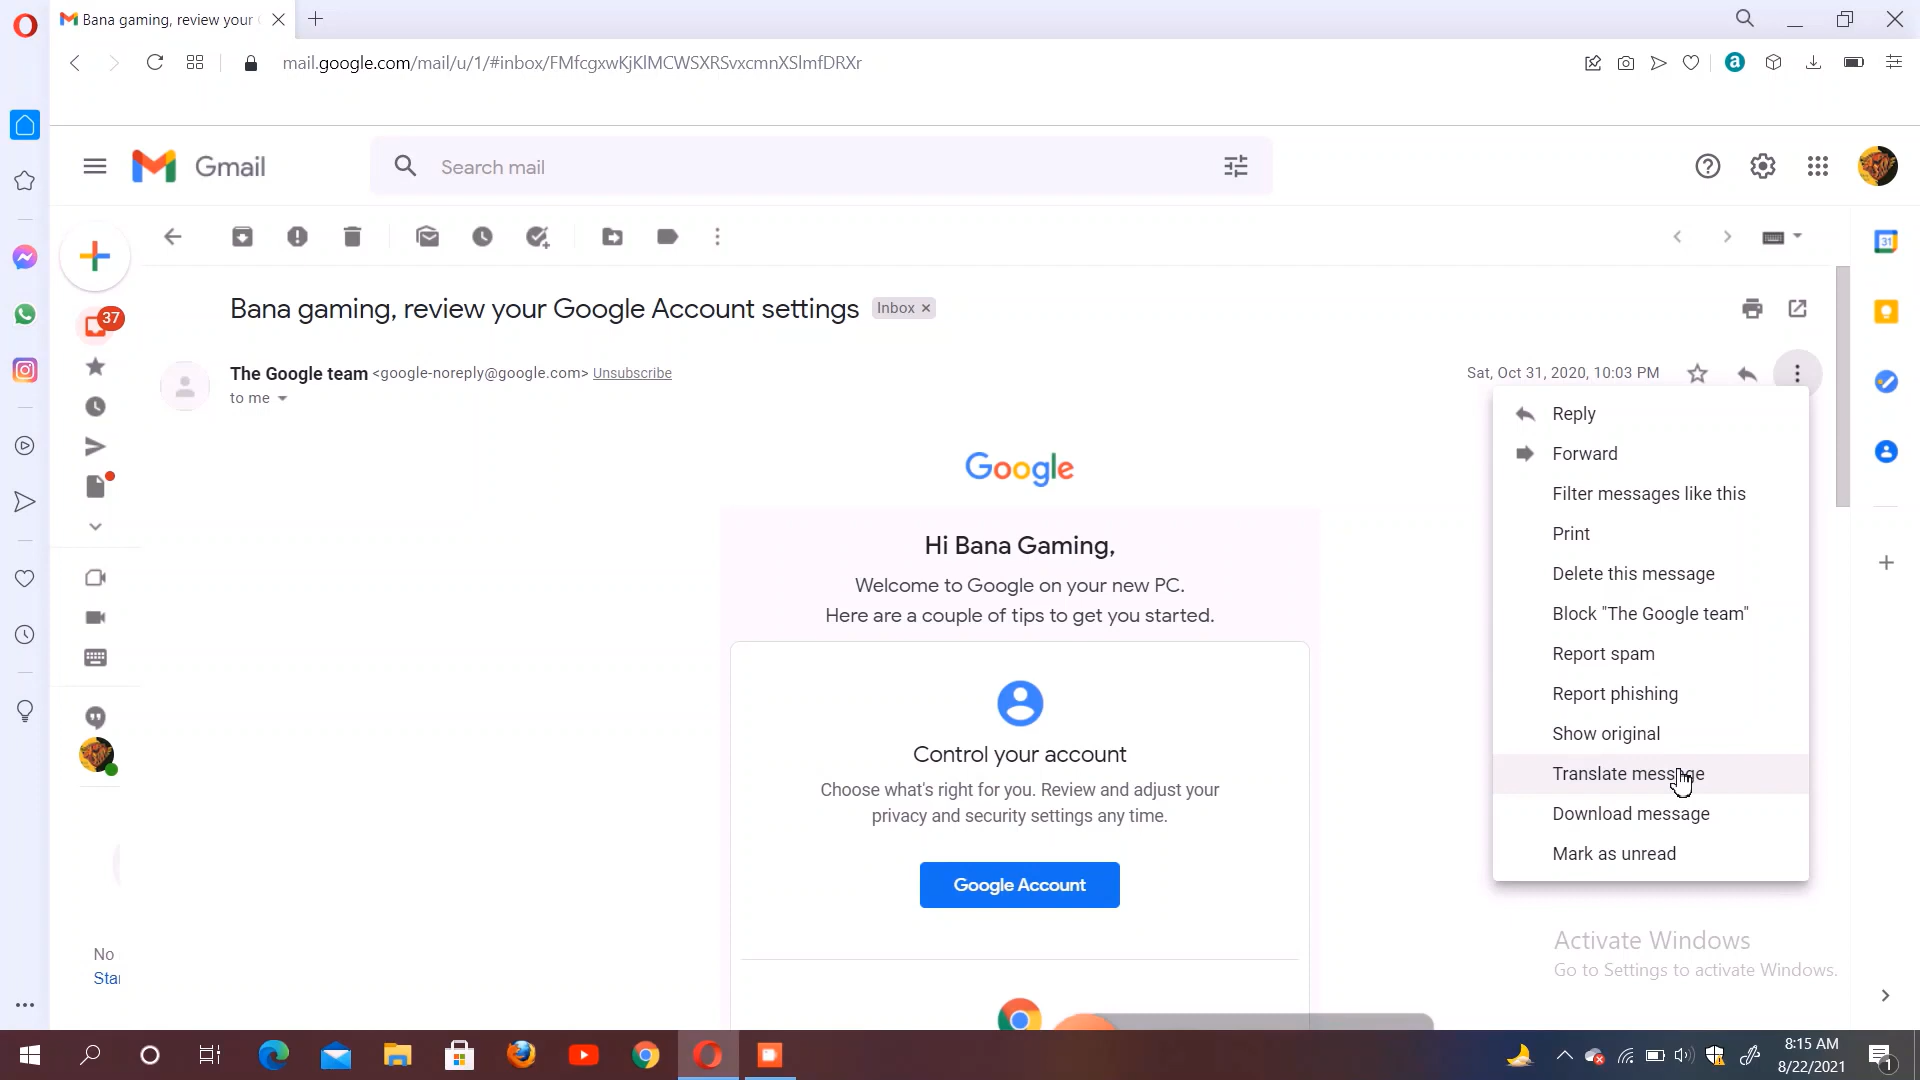 Bana gaming, review your
mail.google.com/mail/u/1/#inbox/FMfcgxwKjKlMCWSXRSvxcmnXSlmfDRXr
Gmail
Search mail
37
Bana gaming, review your Google Account settings
Inbox ×
The Google team <google-noreply@google.com> Unsubscribe
to me
Sat, Oct 31, 2020, 10:03 PM
Reply
Forward
Filter messages like this
Print
Delete this message
Block "The Google team"
Report spam
Report phishing
Show original
Translate message
Download message
Mark as unread
Google
Hi Bana Gaming,
Welcome to Google on your new PC.
Here are a couple of tips to get you started.
Control your account
Choose what's right for you. Review and adjust your
privacy and security settings any time.
Google Account
No
Star
31
a
Activate Windows
Go to Settings to activate Windows.
8:15 AM
8/22/2021
1